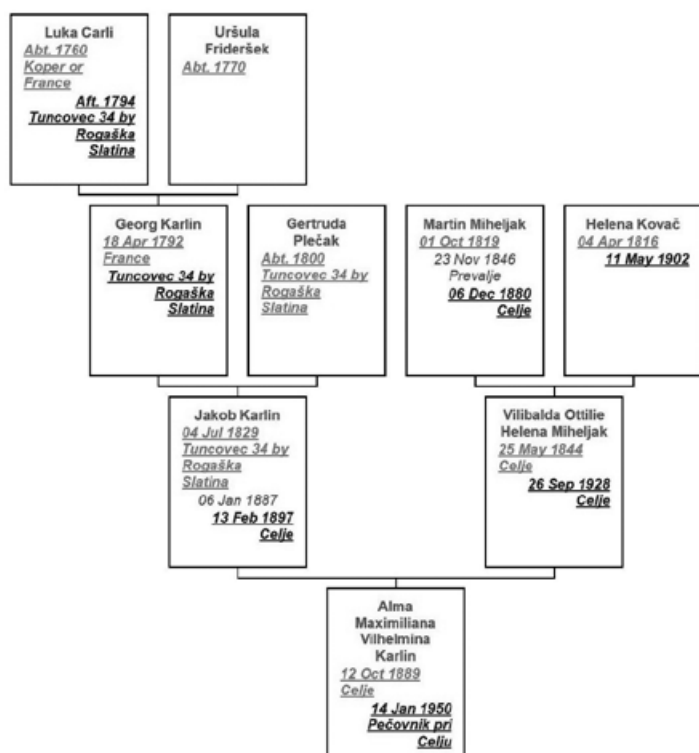 Luka Carli
Abt. 1760
Koper or
France
Aft. 1794
Tuncovec 34 by
Rogaška
Slatina
Uršula
Frideršek
Abt. 1770
Georg Karlin
18 Apr 1792
France
Tuncovec 34 by
Rogaška
Slatina
Gertruda
Plečak
Abt. 1800
Tuncovec 34 by
Rogaška
Slatina
Martin Miheljak
01 Oct 1819
23 Nov 1846
Prevalje
06 Dec 1880
Celje
Helena Kovač
04 Apr 1816
11 May 1902
Jakob Karlin
04 Jul 1829
Tuncovec 34 by
Rogaška
Slatina
06 Jan 1887
13 Feb 1897
Celje
Vilibalda Ottilie
Helena Miheljak
25 May 1844
Celje
26 Sep 1928
Celje
Alma
Maximiliana
Vilhelmina
Karlin
12 Oct 1889
Celje
14 Jan 1950
Pečovnik pri
Celju